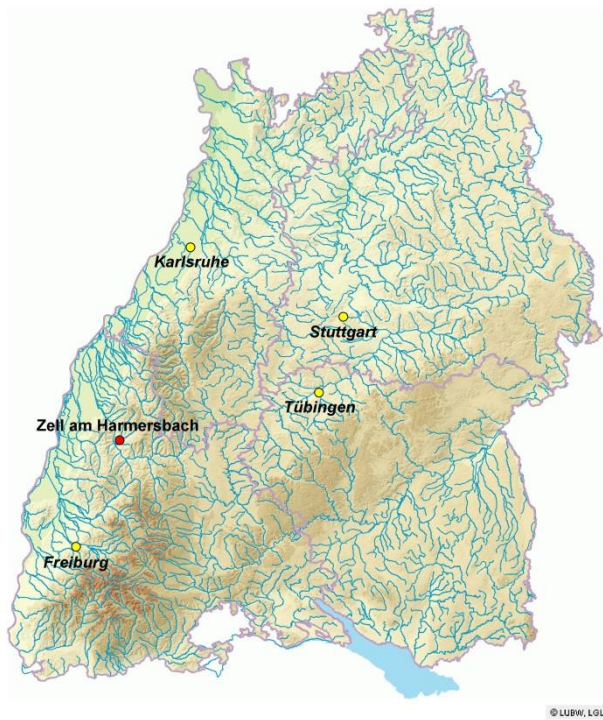 Karlsruhe
Stuttgart
Tübingen
Zell am Harmersbach
Freiburg
© LUBW, LGL